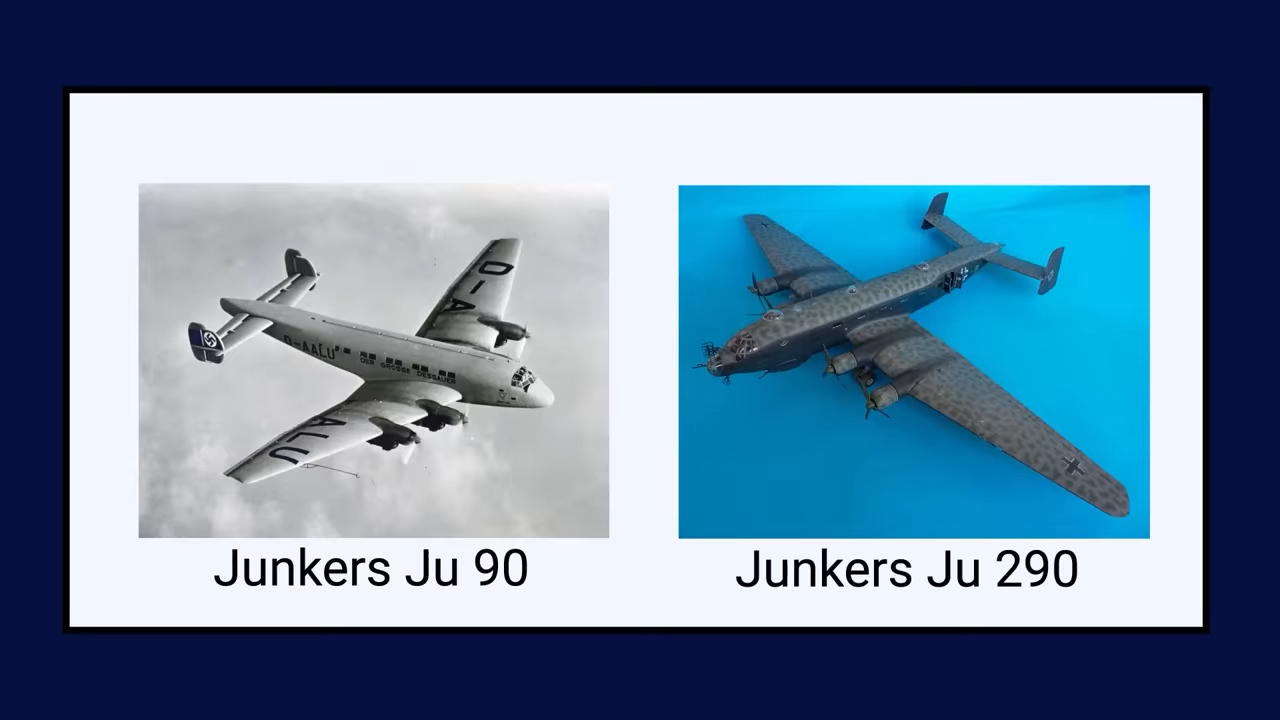 D-AALU
DER GROSSE DESSAUER
D-A
ALU
Junkers Ju 90
Junkers Ju 290